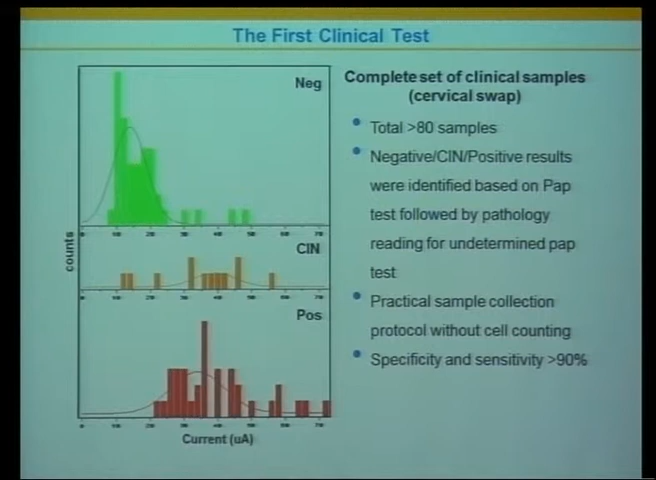 The First Clinical Test
Neg
CIN
Pos
counts
Current (uA)
Complete set of clinical samples
(cervical swap)
Total >80 samples
Negative/CIN/Positive results
were identified based on Pap
test followed by pathology
reading for undetermined pap
test
Practical sample collection
protocol without cell counting
Specificity and sensitivity >90%